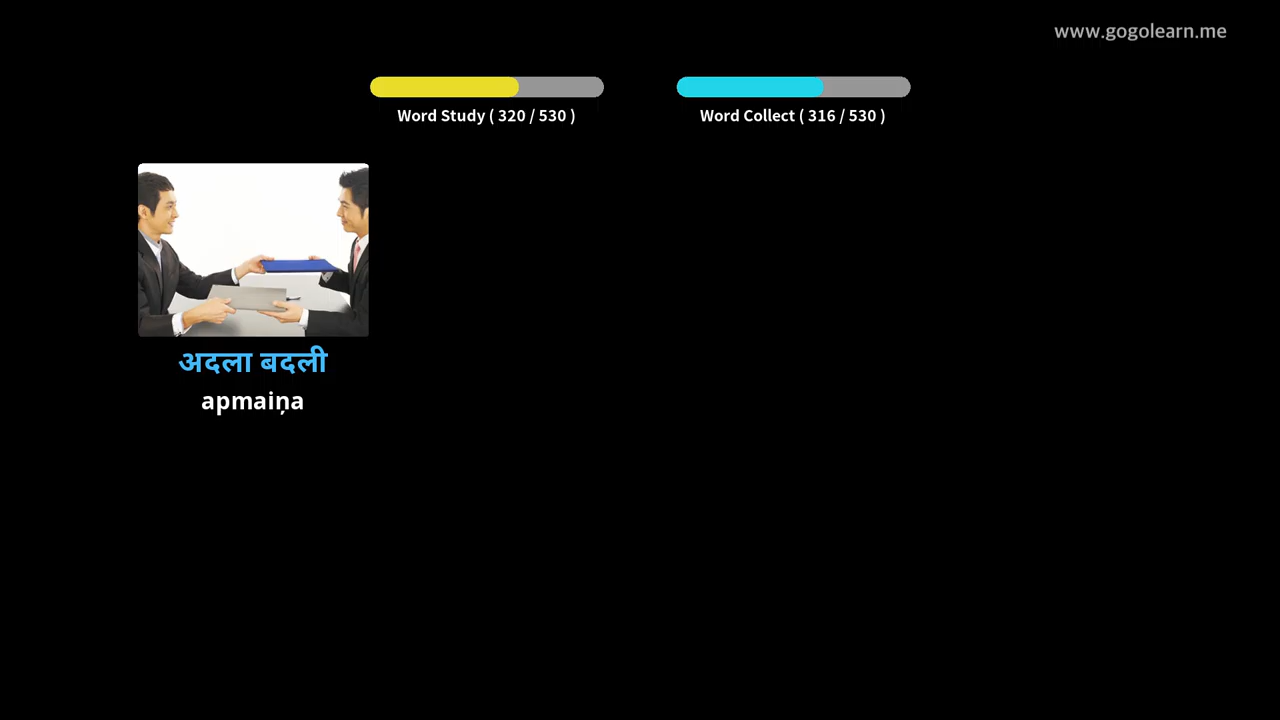 www.gogolearn.me
Word Study ( 320 / 530 )
Word Collect ( 316 / 530 )
अदला बदली
apmaiņa